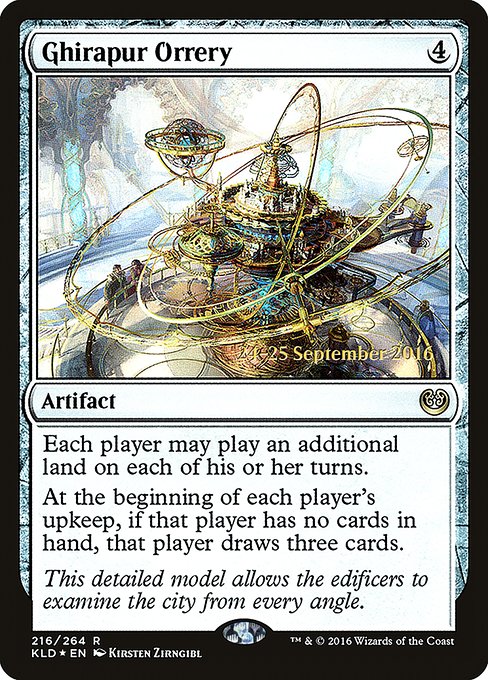 Ghirapur Orrery 4
24–25 September 2016
Artifact
Each player may play an additional
land on each of his or her turns.
At the beginning of each player's
upkeep, if that player has no cards in
hand, that player draws three cards.
This detailed model allows the edificers to
examine the city from every angle.
216/264 R
™ & © 2016 Wizards of the Coast
KLD ★ EN Kirsten Zirngibl